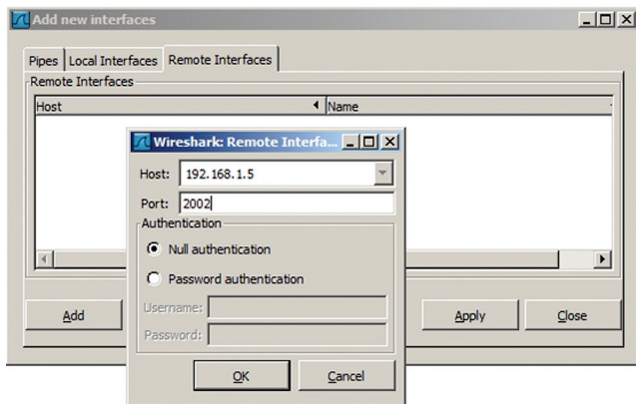 Add new interfaces
Pipes Local Interfaces Remote Interfaces
Remote Interfaces
Host Name
Wireshark: Remote Interfa...
Host: 192.168.1.5
Port: 2002
Authentication
Null authentication
Password authentication
Username:
Password:
Add Apply Close
OK Cancel